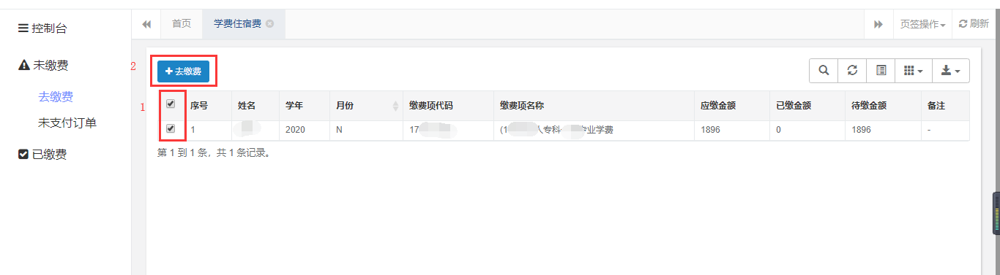 控制台
首页 学费住宿费 页签操作 刷新
未缴费
去缴费
未支付订单
已缴费
2
去缴费
1
序号 姓名 学年 月份 缴费项代码 缴费项名称 应缴金额 已缴金额 待缴金额 备注
1 2020 N 17 (1 人专科 专业学费 1896 0 1896 -
第 1 到 1 条，共 1 条记录。